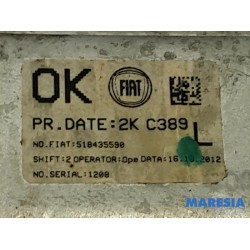 OK FIAT
PR.DATE:2K C389
L
NO.FIAT:518435590
SHIFT:2 OPERATOR:Ope DATA:16.10.2012
NO.SERIAL:1208
MARESIA